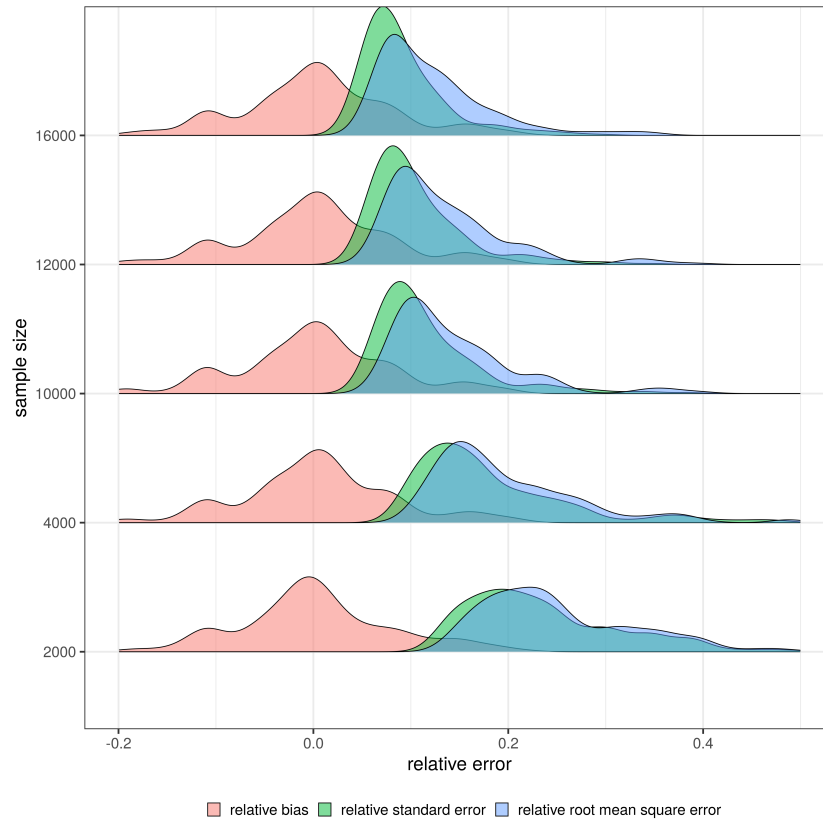 sample size
16000
12000
10000
4000
2000
-0.2 0.0 0.2 0.4
relative error
relative bias relative standard error relative root mean square error